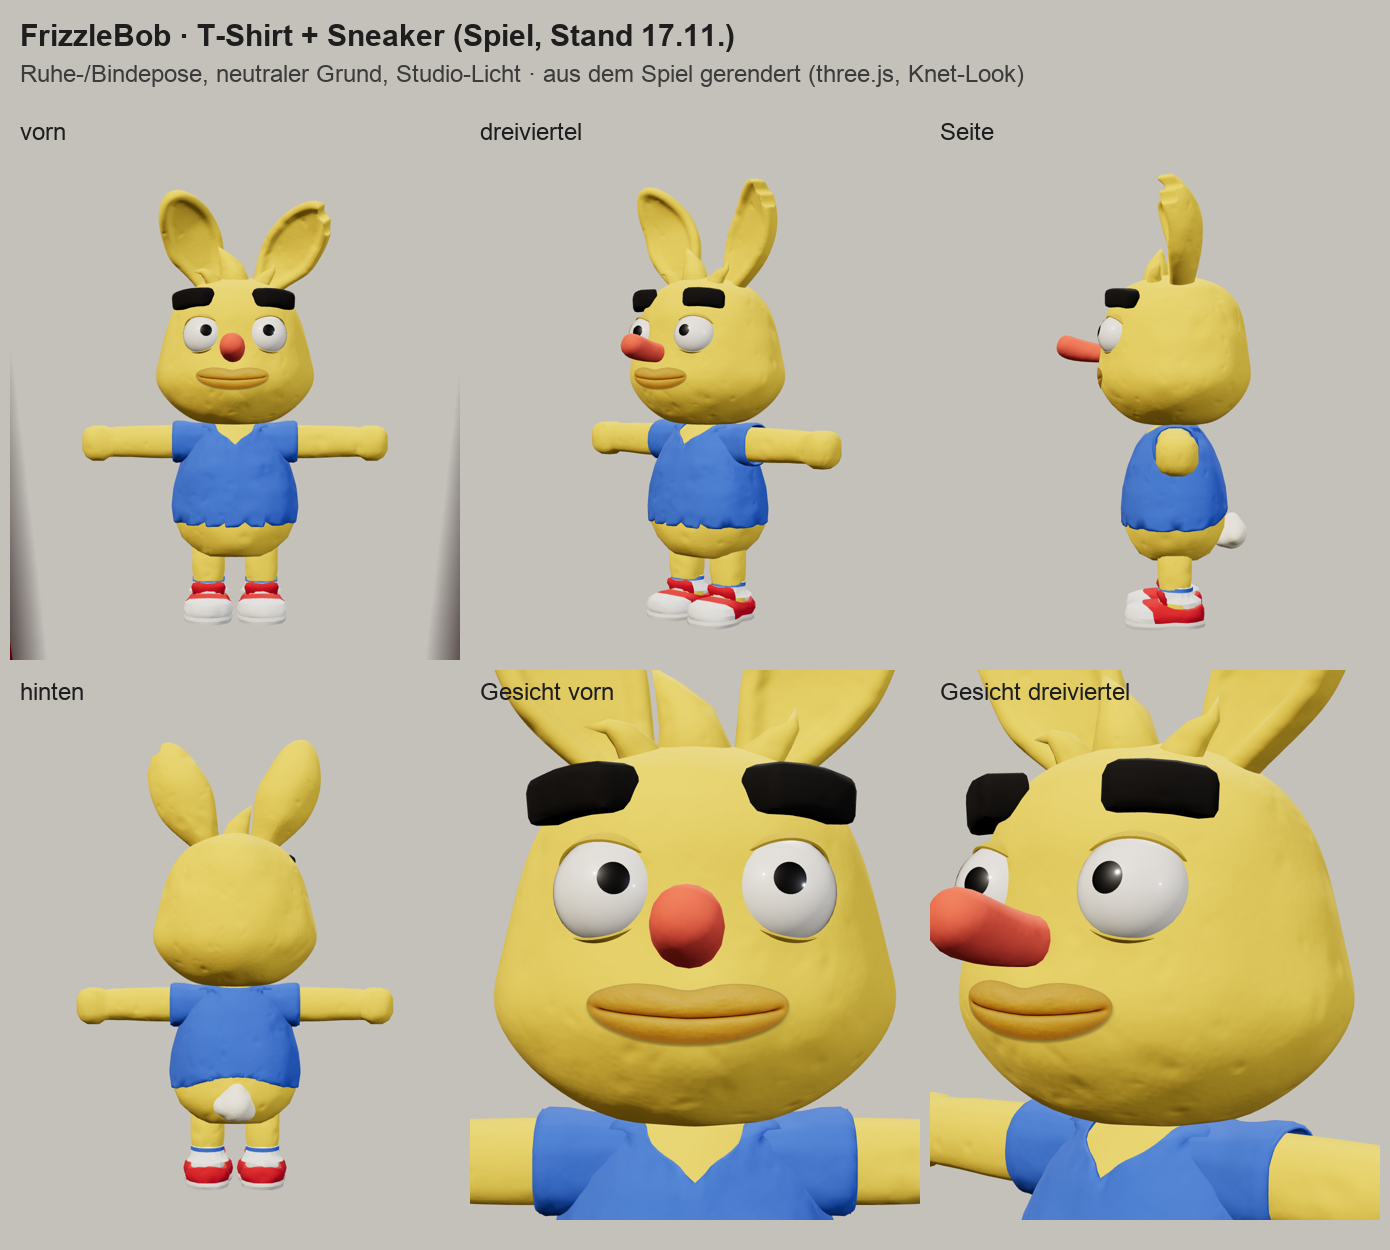 FrizzleBob · T-Shirt + Sneaker (Spiel, Stand 17.11.)
Ruhe-/Bindepose, neutraler Grund, Studio-Licht · aus dem Spiel gerendert (three.js, Knet-Look)
vorn
dreiviertel
Seite
hinten
Gesicht vorn
Gesicht dreiviertel